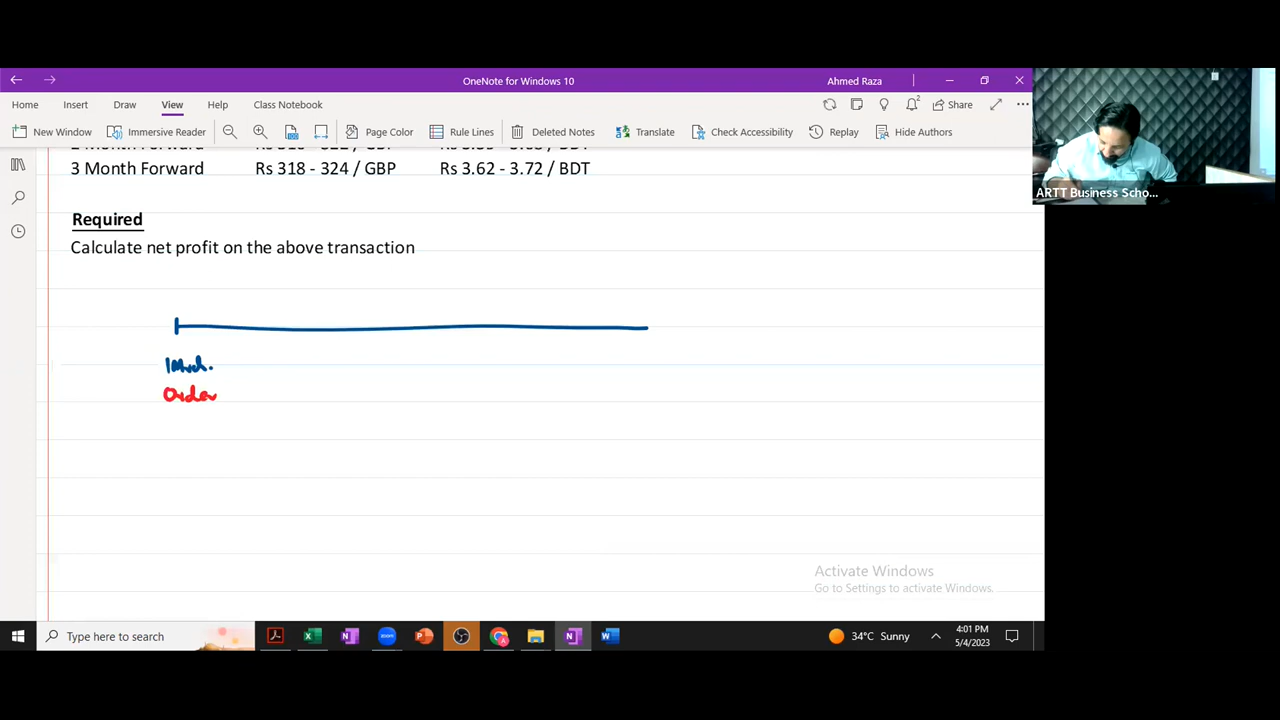 OneNote for Windows 10
Ahmed Raza
Home Insert Draw View Help Class Notebook
2
Share
New Window Immersive Reader Page Color Rule Lines Deleted Notes Translate Check Accessibility Replay Hide Authors
3 Month Forward Rs 318 - 324 / GBP Rs 3.62 - 3.72 / BDT
ARTT Business Scho...
Required
Calculate net profit on the above transaction
Order
Activate Windows
Go to Settings to activate Windows.
Type here to search
34°C Sunny
4:01 PM
5/4/2023